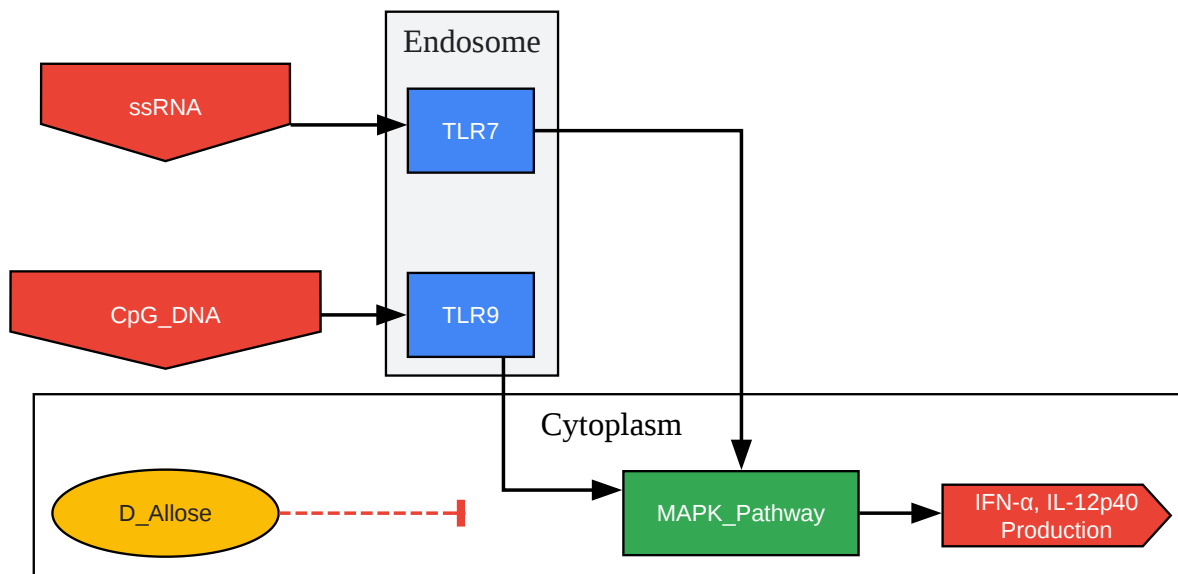 Endosome
ssRNA
TLR7
CpG_DNA
TLR9
Cytoplasm
D_Allose
MAPK_Pathway
IFN-α, IL-12p40
Production